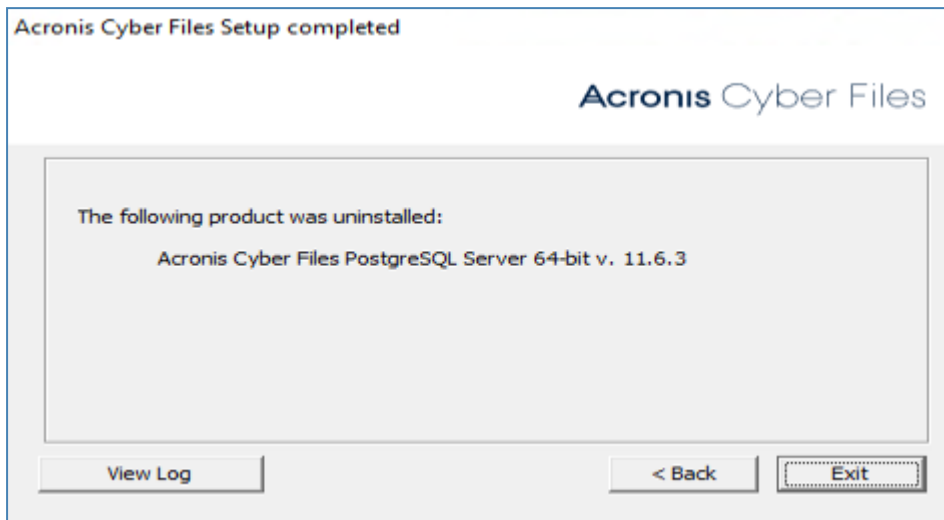 Acronis Cyber Files Setup completed
Acronis Cyber Files
The following product was uninstalled:
Acronis Cyber Files PostgreSQL Server 64-bit v. 11.6.3
View Log
< Back
Exit